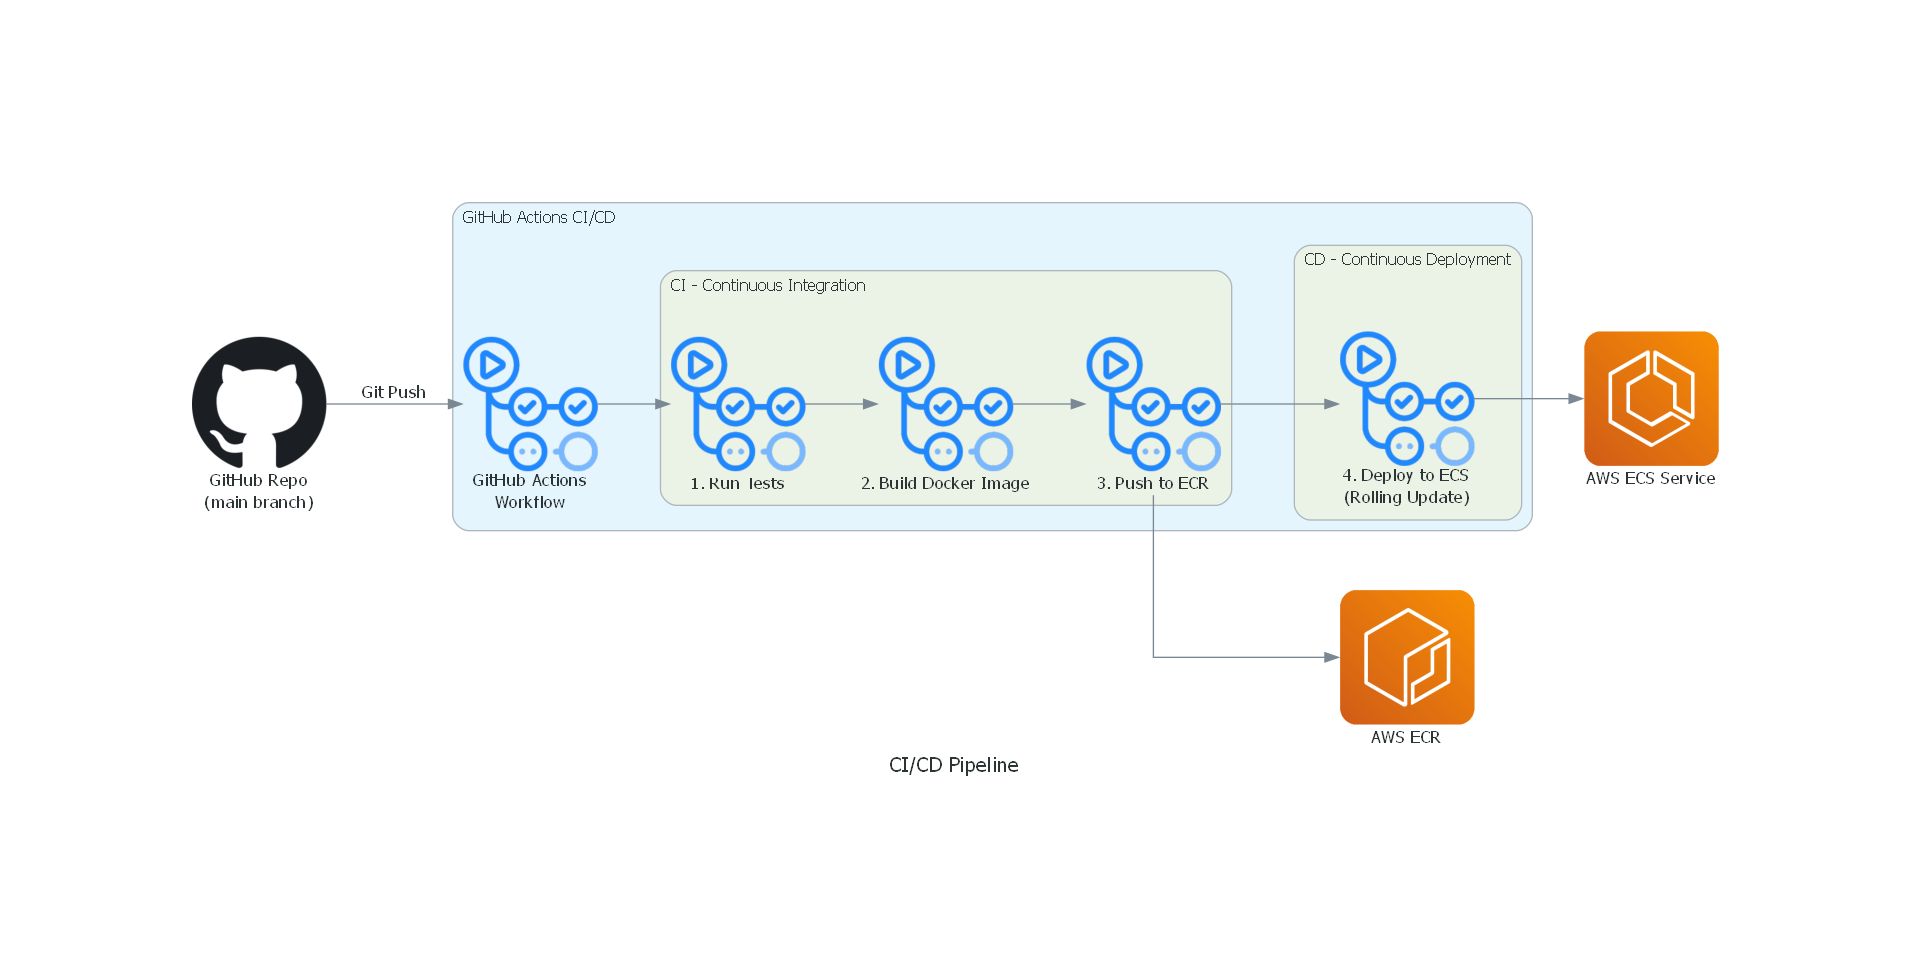 GitHub Actions CI/CD
CD - Continuous Deployment
CI - Continuous Integration
Git Push
GitHub Repo
(main branch)
GitHub Actions
Workflow
1. Run Tests
2. Build Docker Image
3. Push to ECR
4. Deploy to ECS
(Rolling Update)
AWS ECS Service
AWS ECR
CI/CD Pipeline